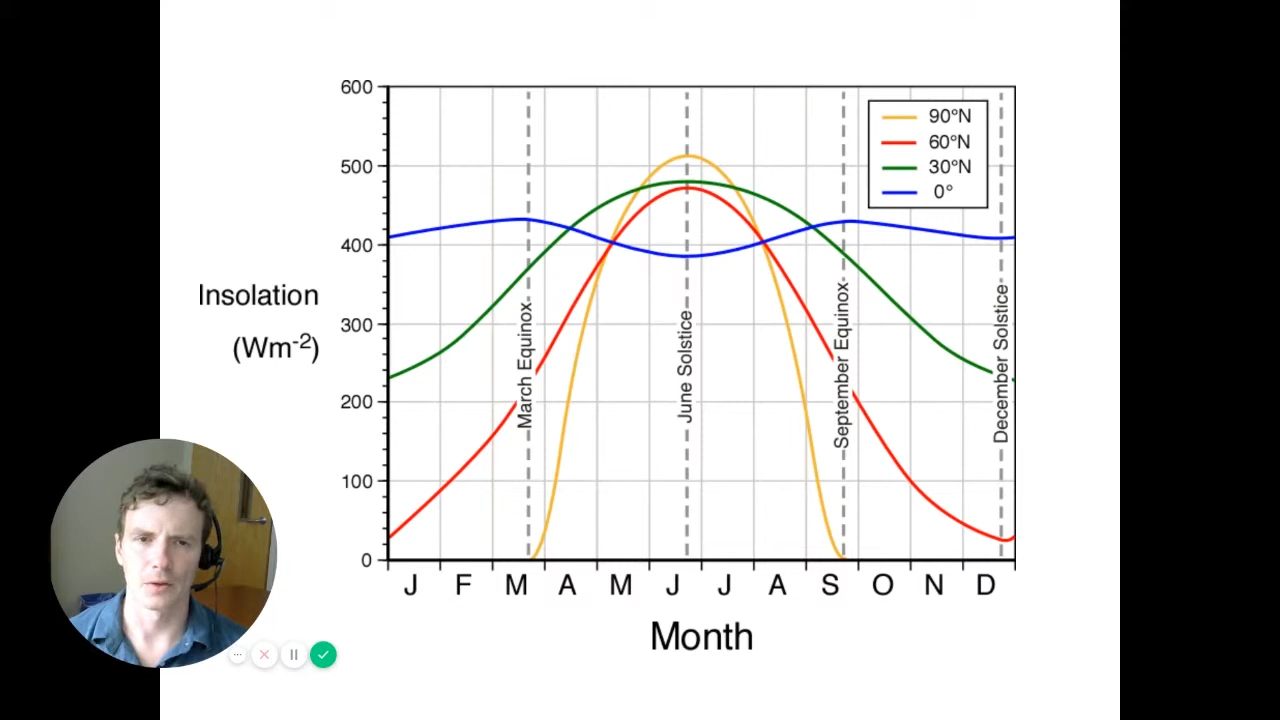 600
500
400
300
200
100
0
Insolation
(Wm-2)
March Equinox
June Solstice
September Equinox
December Solstice
90°N
60°N
30°N
0°
J F M A M J J A S O N D
Month